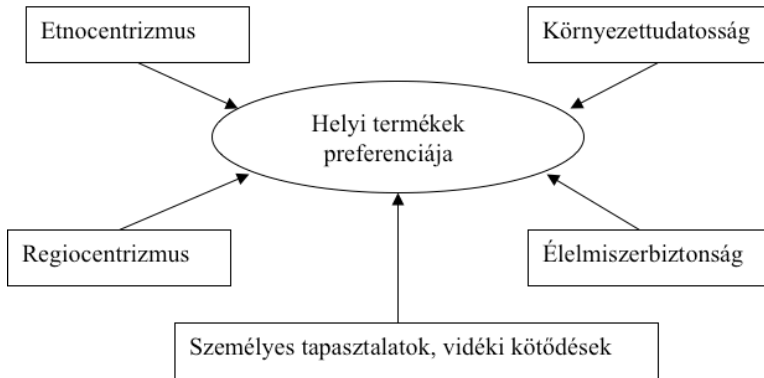 Etnocentrizmus
Környezettudatosság
Helyi termékek
preferenciája
Regiocentrizmus
Élelmiszerbiztonság
Személyes tapasztalatok, vidéki kötődések